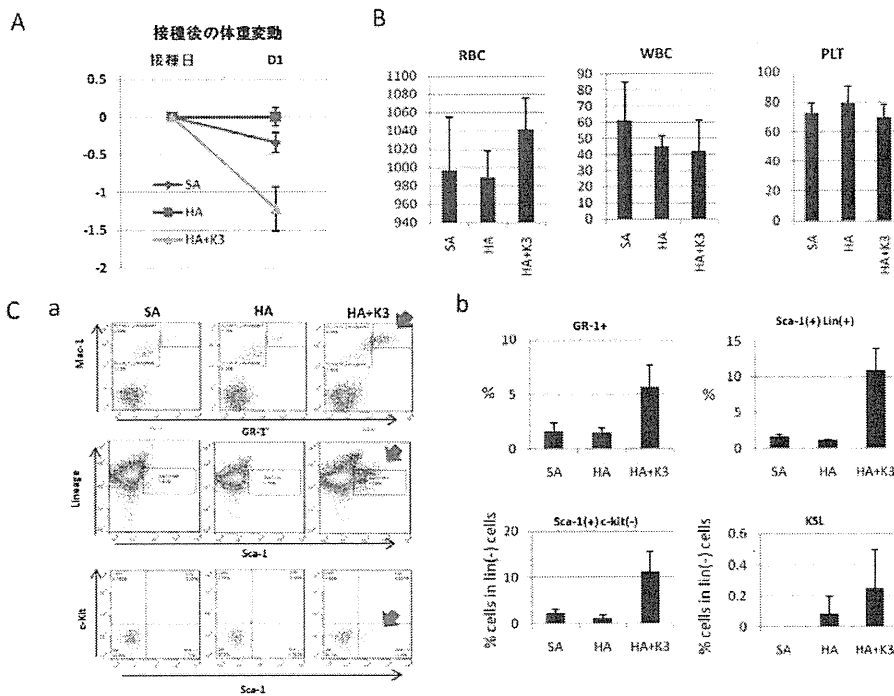 A
接種後の体重変動
接種日 D1
0.5
0
-0.5
-1
-1.5
-2
SA
HA
HA+K3
B
RBC
1100
1080
1060
1040
1020
1000
980
960
940
SA
HA
HA+K3
WBC
90
80
70
60
50
40
30
20
10
0
SA
HA
HA+K3
PLT
100
80
60
40
20
0
SA
HA
HA+K3
C
a
SA HA HA+K3
Mac-1
GR-1
Lineage
Sca-1
c-Kit
Sca-1
b
GR-1+
%
10
5
0
SA HA HA+K3
Sca-1(+) Lin(+)
%
15
10
5
0
SA HA HA+K3
Sca-1(+) c-kit(-)
% cells in lin(-) cells
20
10
0
SA HA HA+K3
KSL
% cells in lin(-) cells
0.6
0.4
0.2
0
SA HA HA+K3